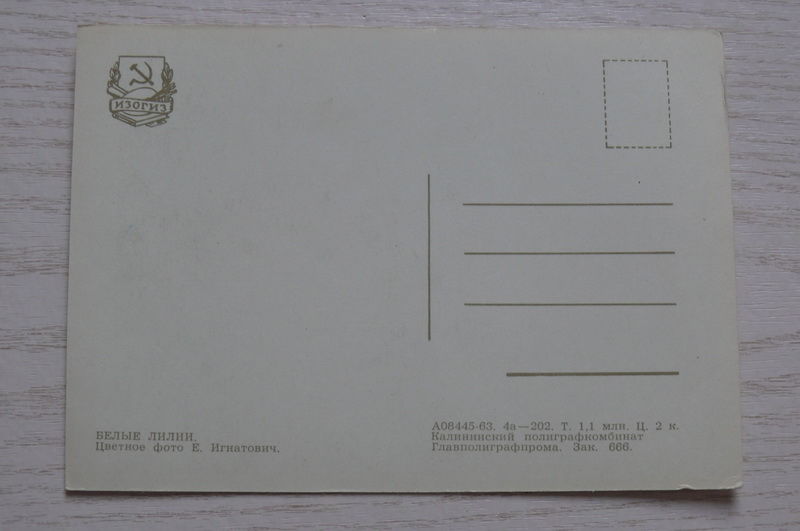 ИЗОГИЗ
БЕЛЫЕ ЛИЛИИ.
Цветное фото Е. Игнатович.
А08445-63. 4а—202. Т. 1,1 млн. Ц. 2 к.
Калининский полиграфкомбинат
Главполиграфпрома. Зак. 666.